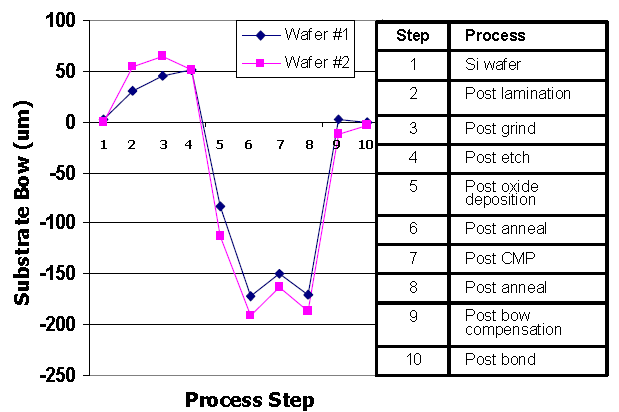 100
50
0
-50
-100
-150
-200
-250
Substrate Bow (um)
1 2 3 4 5 6 7 8 9 10
Process Step
Wafer #1
Wafer #2
Step Process
1 Si wafer
2 Post lamination
3 Post grind
4 Post etch
5 Post oxide
deposition
6 Post anneal
7 Post CMP
8 Post anneal
9 Post bow
compensation
10 Post bond